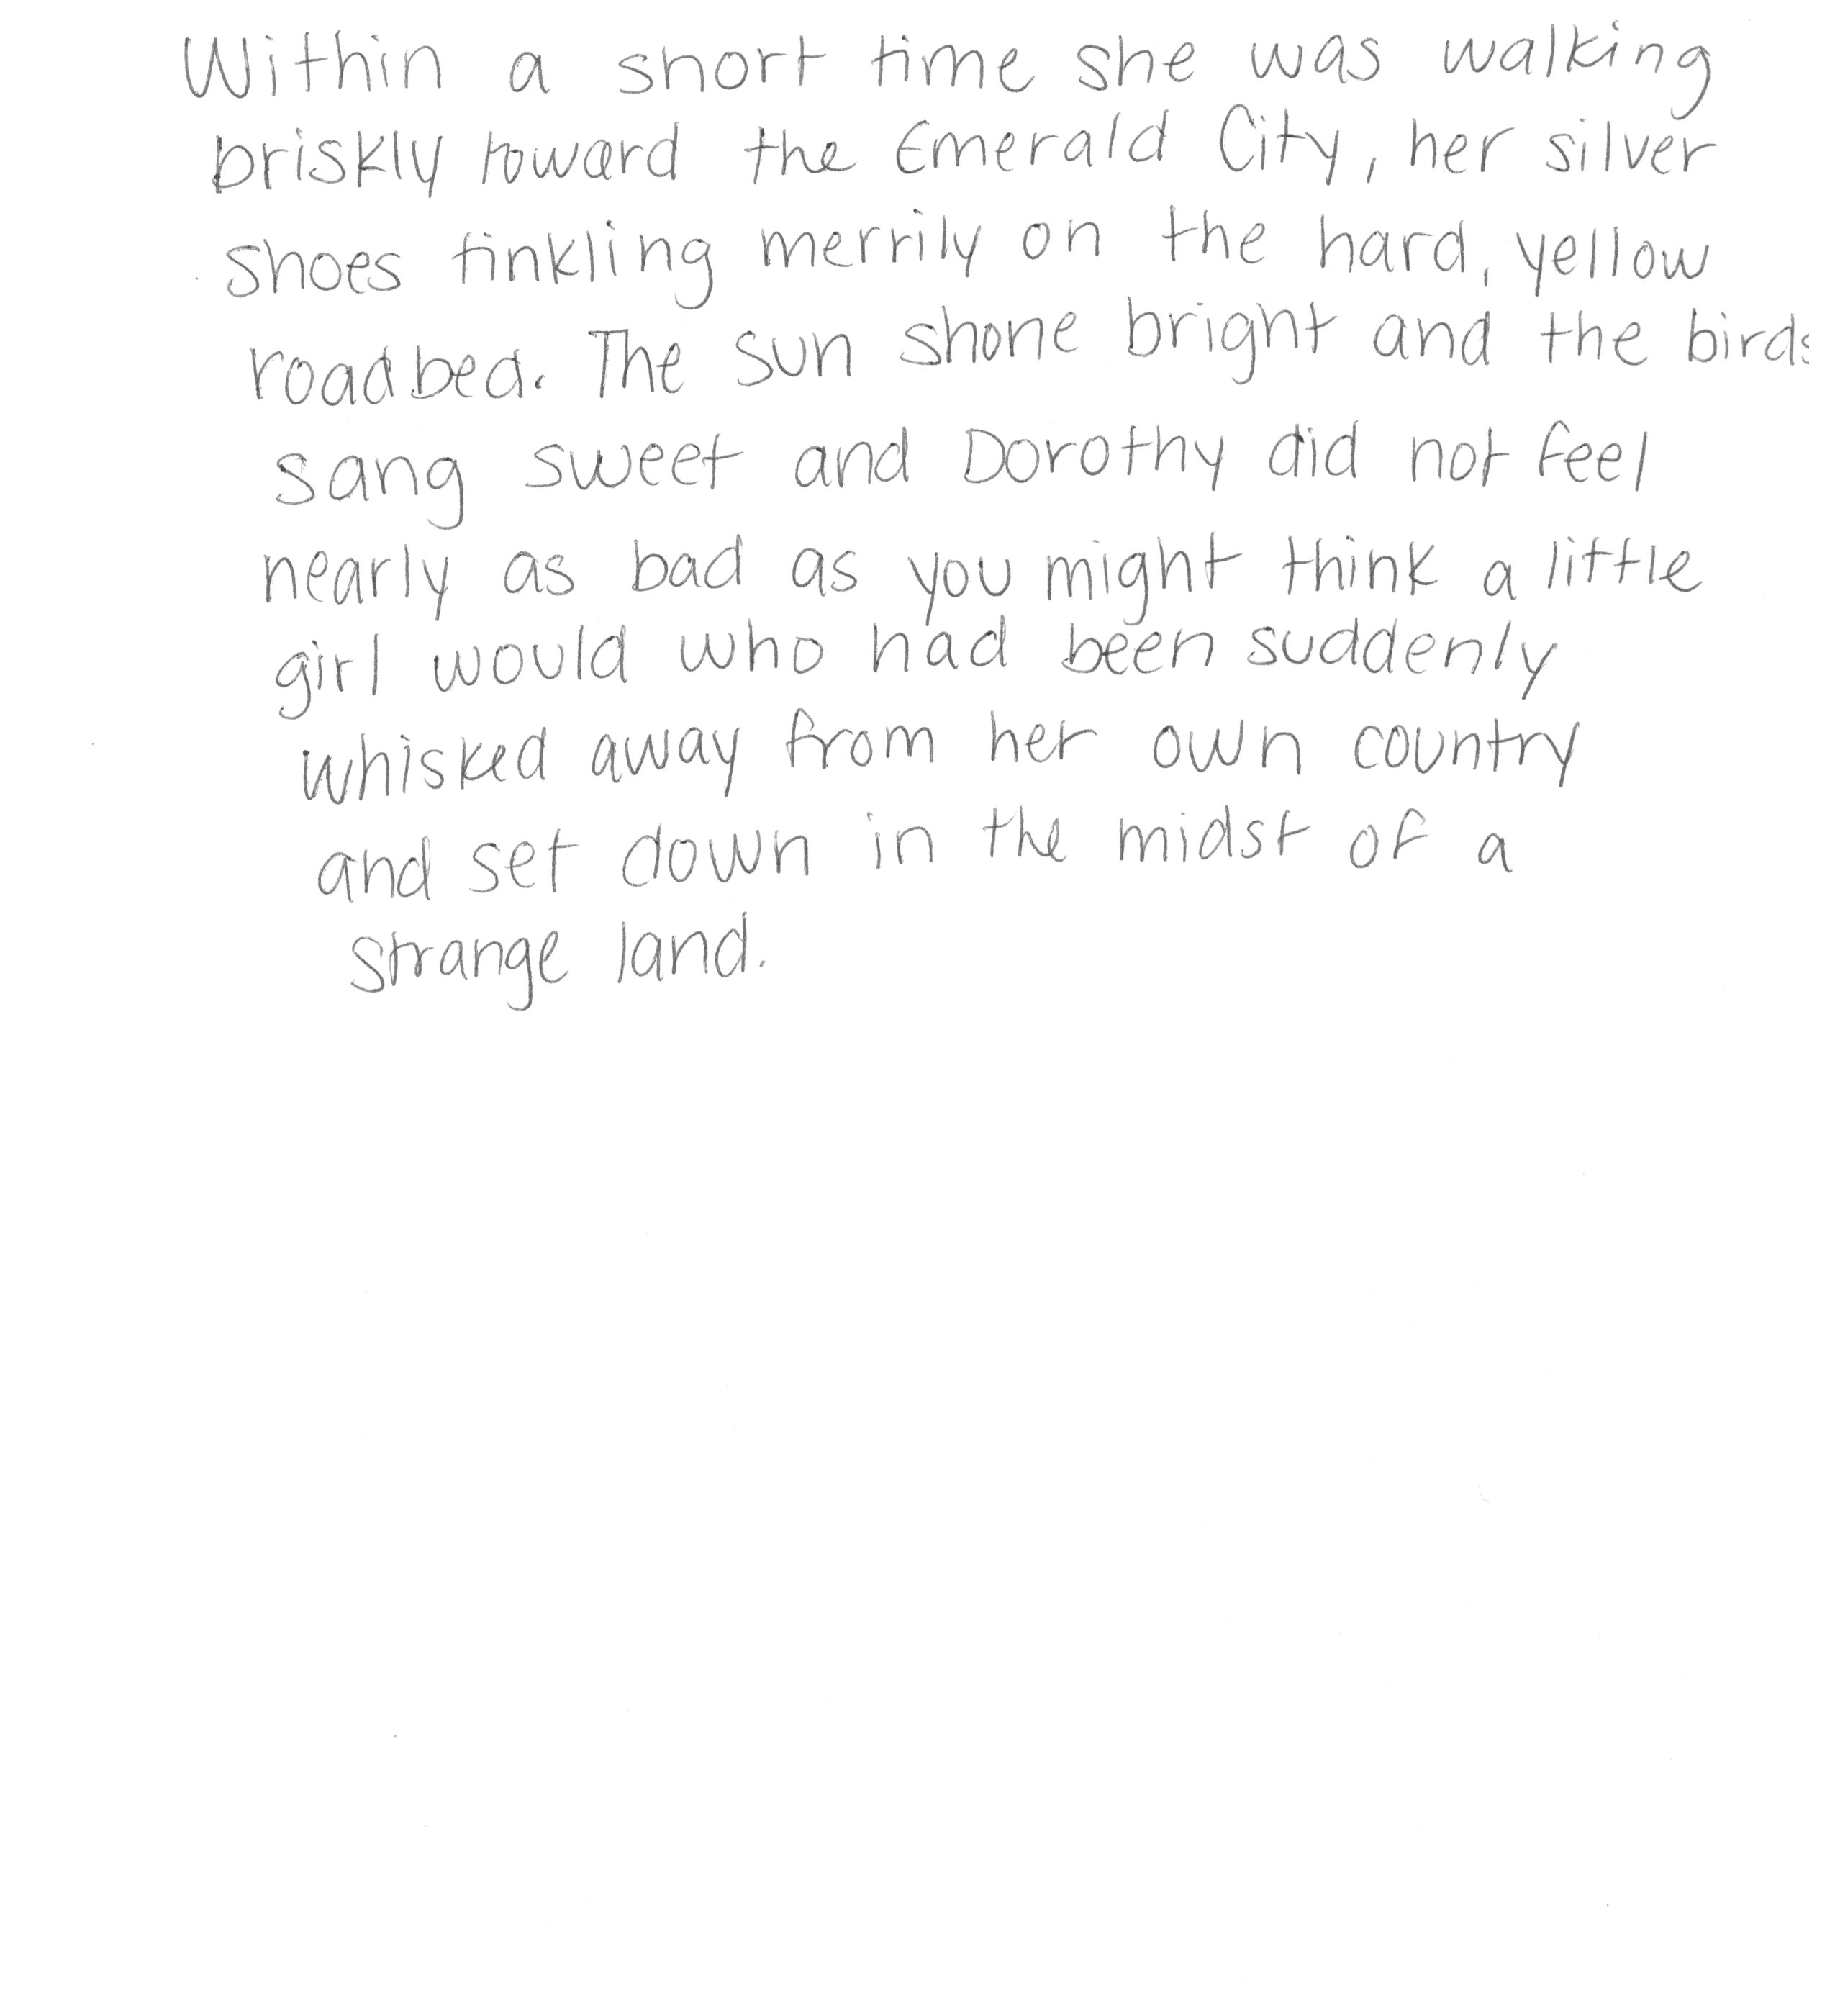 Within a short time she was walking
briskly toward the Emerald City, her silver
shoes tinkling merrily on the hard, yellow
roadbed. The sun shone bright and the birds
sang sweet and Dorothy did not feel
nearly as bad as you might think a little
girl would who had been suddenly
whisked away from her own country
and set down in the midst of a
strange land.